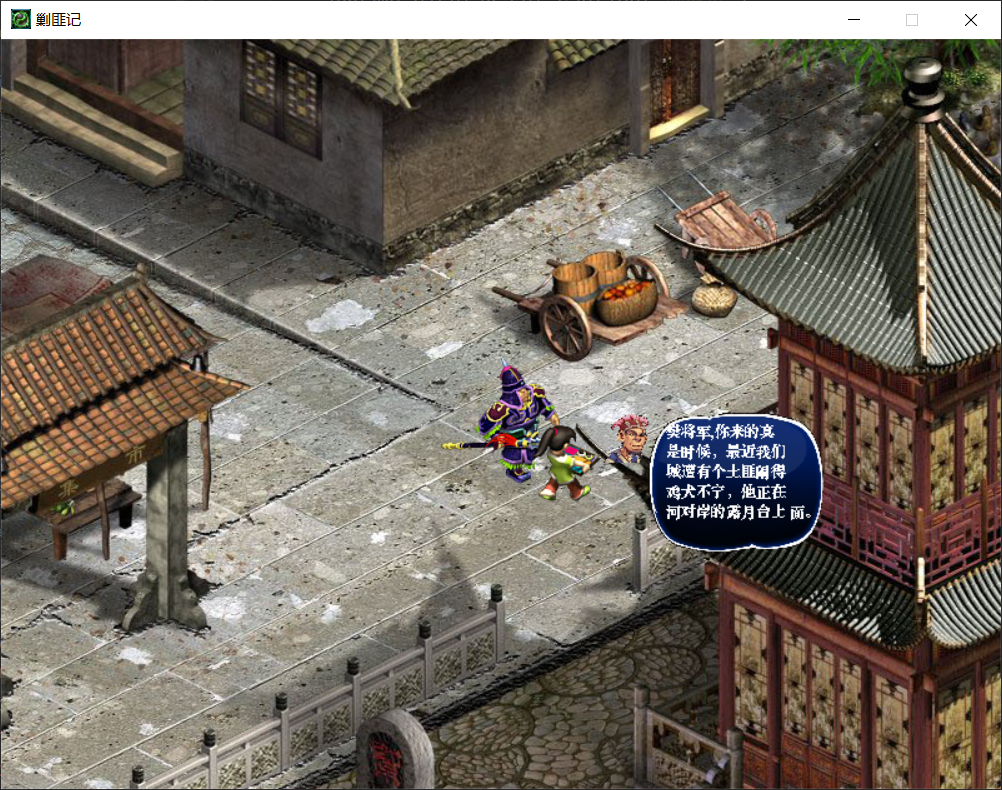 剿匪记
樊将军,你来的真
是时候，最近我们
城遭有个土匪闹得
鸡犬不宁，他正在
河对岸的露月台上面。